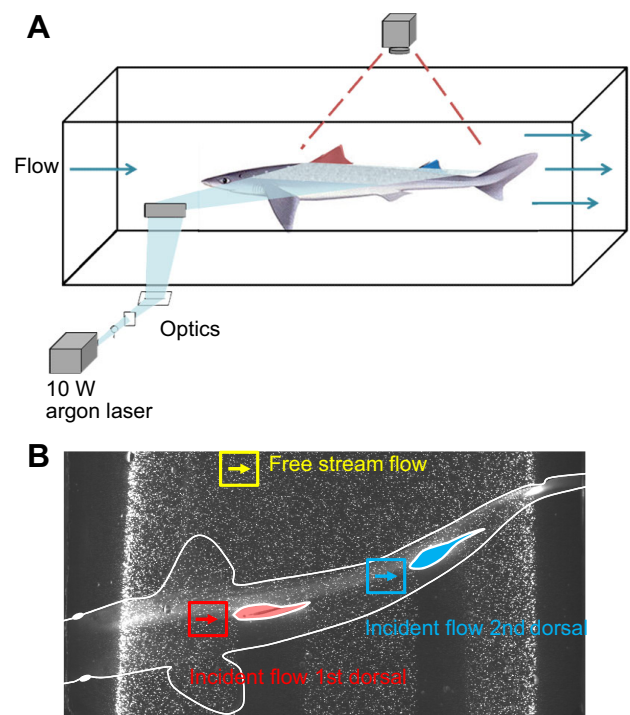 A
Flow
Optics
10 W
argon laser
B
Free stream flow
Incident flow 2nd dorsal
Incident flow 1st dorsal